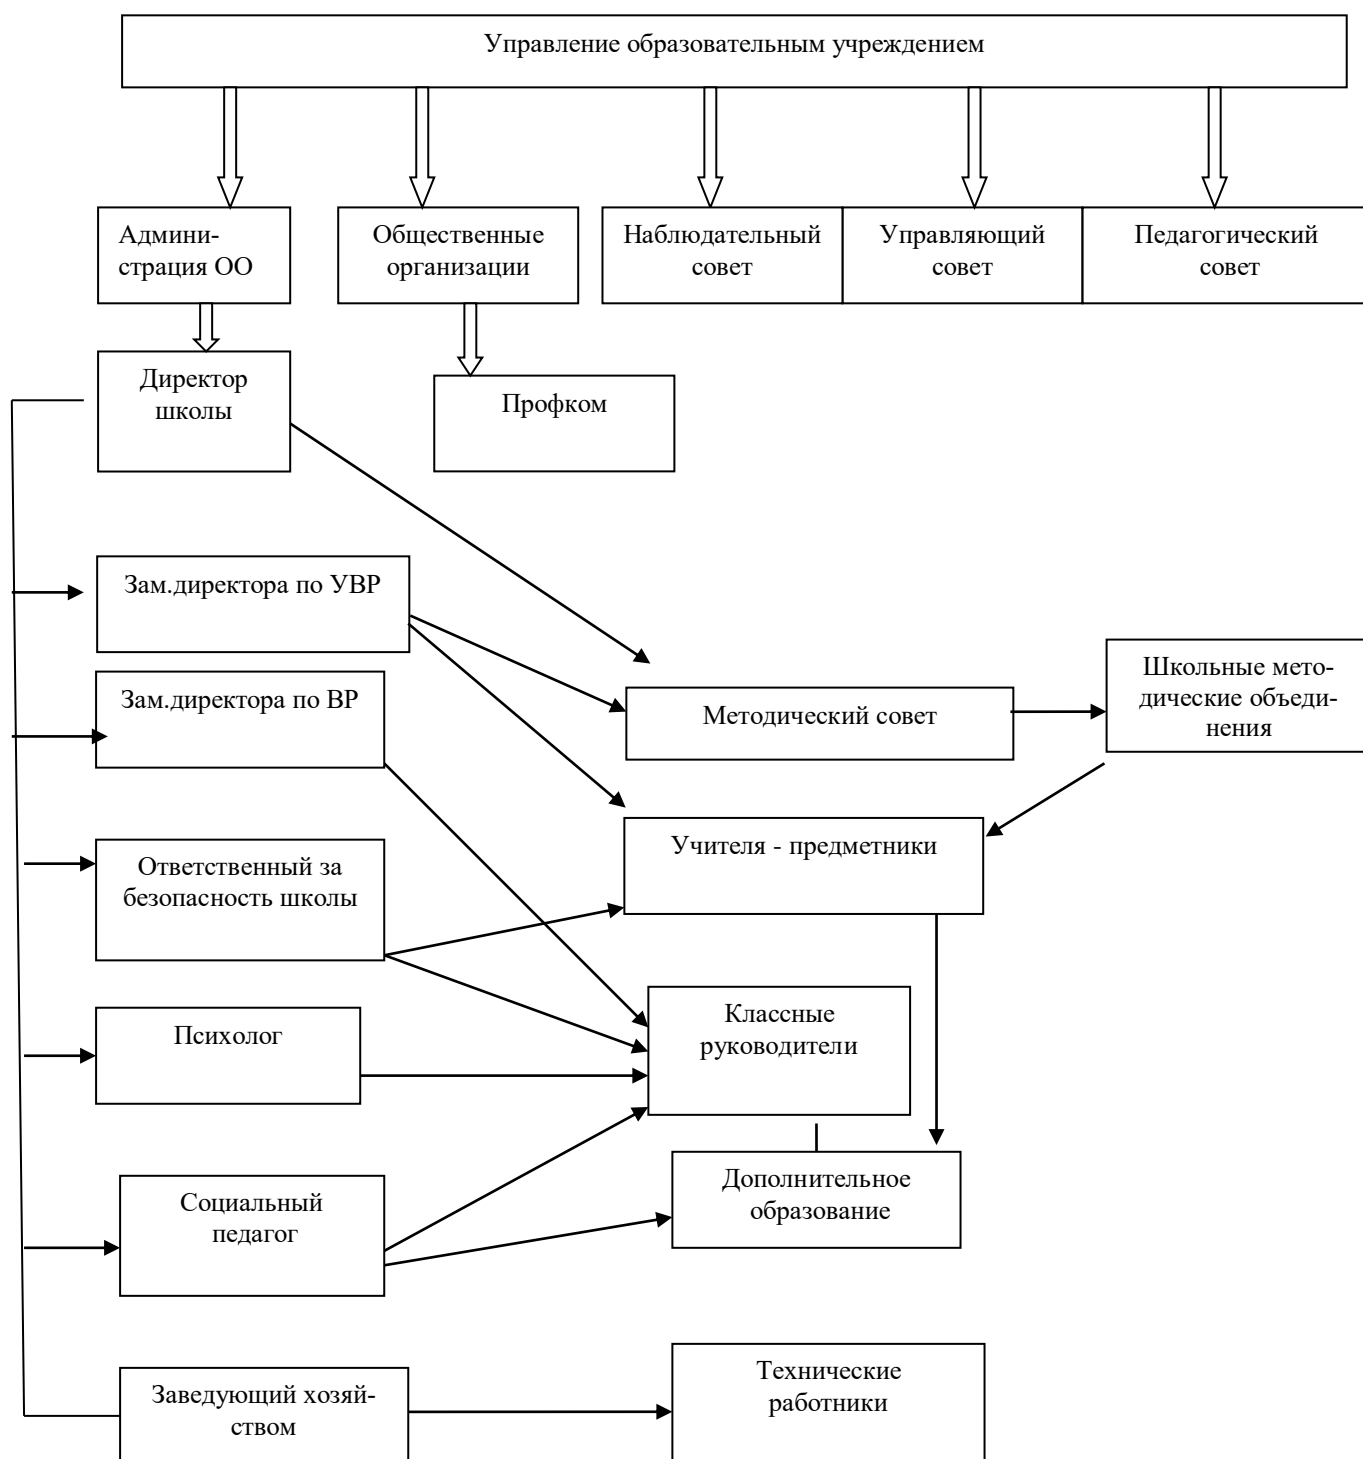 Управление образовательным учреждением
Админи-
страция ОО
Общественные
организации
Наблюдательный
совет
Управляющий
совет
Педагогический
совет
Директор
школы
Профком
Зам.директора по УВР
Зам.директора по ВР
Школьные мето-
дические объеди-
нения
Методический совет
Учителя - предметники
Ответственный за
безопасность школы
Классные
руководители
Психолог
Дополнительное
образование
Социальный
педагог
Технические
работники
Заведующий хозяй-
ством